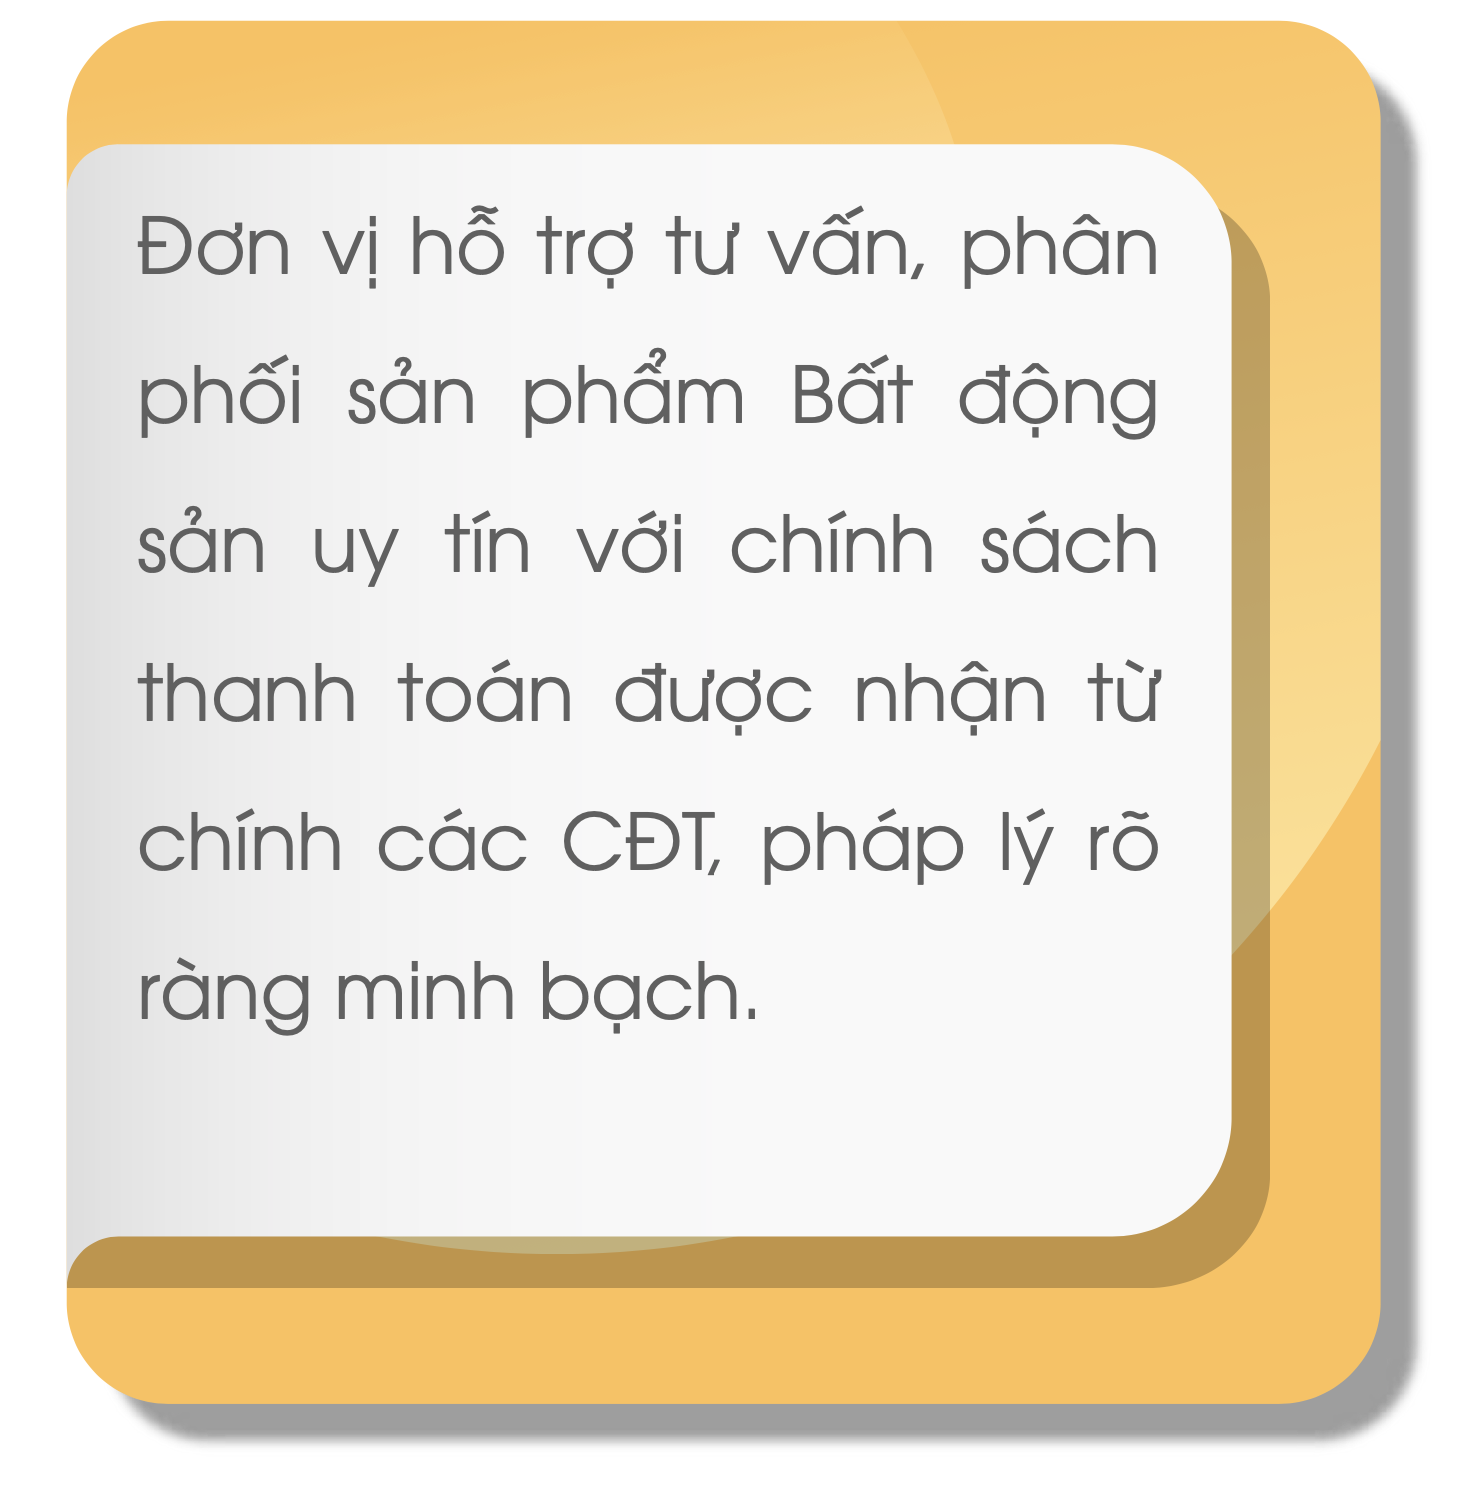 Đơn vị hỗ trợ tư vấn, phân
phối sản phẩm Bất động
sản uy tín với chính sách
thanh toán được nhận từ
chính các CĐT, pháp lý rõ
ràng minh bạch.